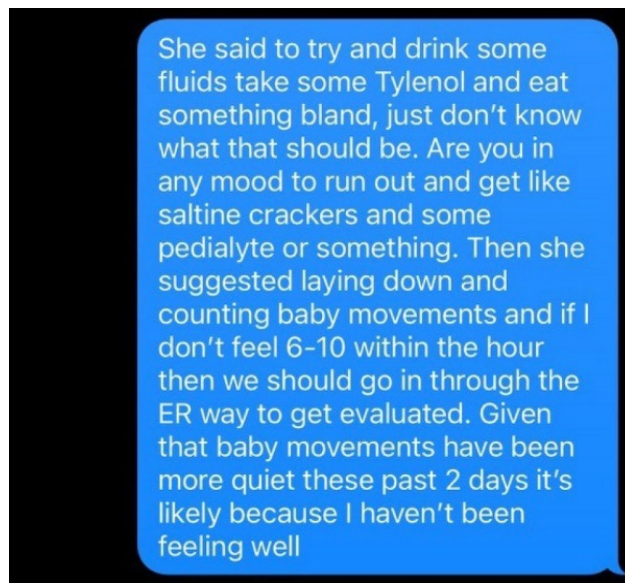 She said to try and drink some
fluids take some Tylenol and eat
something bland, just don’t know
what that should be. Are you in
any mood to run out and get like
saltine crackers and some
pedialyte or something. Then she
suggested laying down and
counting baby movements and if I
don’t feel 6-10 within the hour
then we should go in through the
ER way to get evaluated. Given
that baby movements have been
more quiet these past 2 days it’s
likely because I haven’t been
feeling well